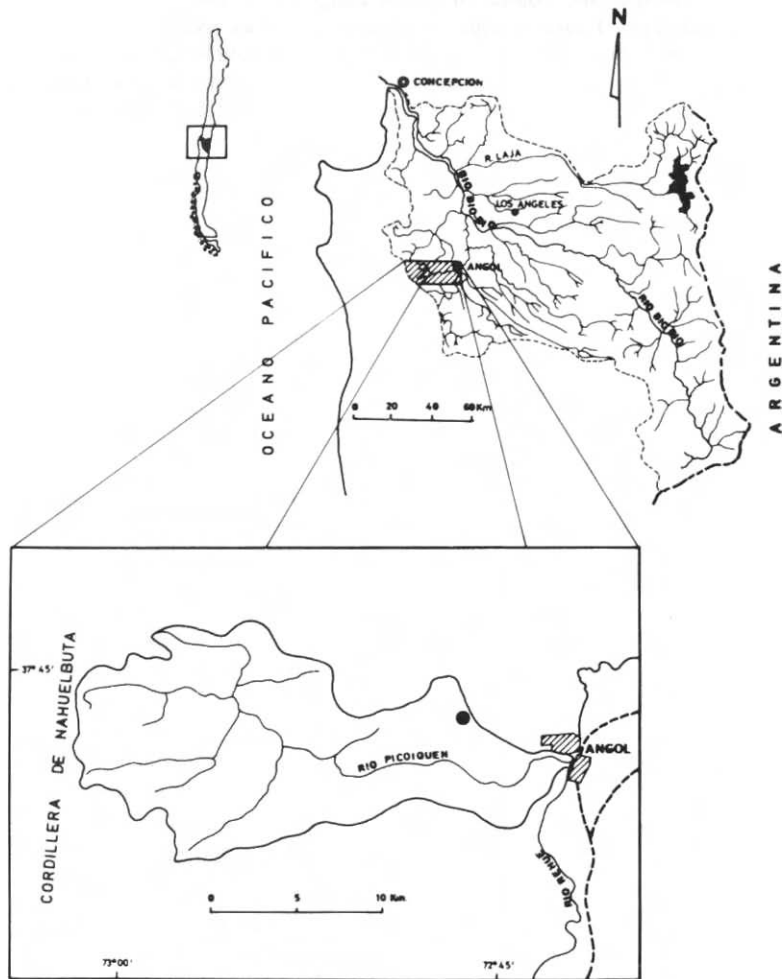 N
CONCEPCION
R. LAJA
RIO BIO BIO
LOS ANGELES
ANGOL
RIO BIO BIO
OCEANO PACIFICO
ARGENTINA
0 20 40 60 Km
37° 45'
CORDILLERA DE NAHUELBUTA
RIO PICOIQUEN
ANGOL
RIO REHUE
0 5 10 Km
73° 00'
72° 45'